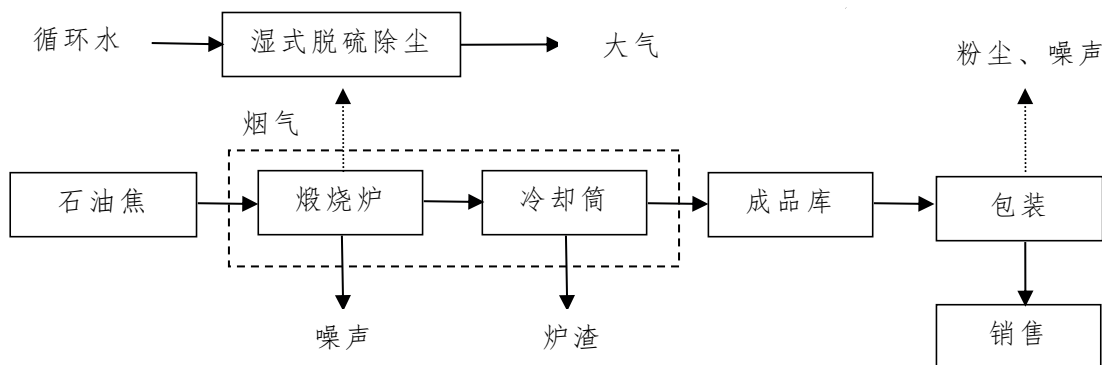 循环水
湿式脱硫除尘
大气
粉尘、噪声
烟气
石油焦
煅烧炉
冷却筒
成品库
包装
噪声
炉渣
销售